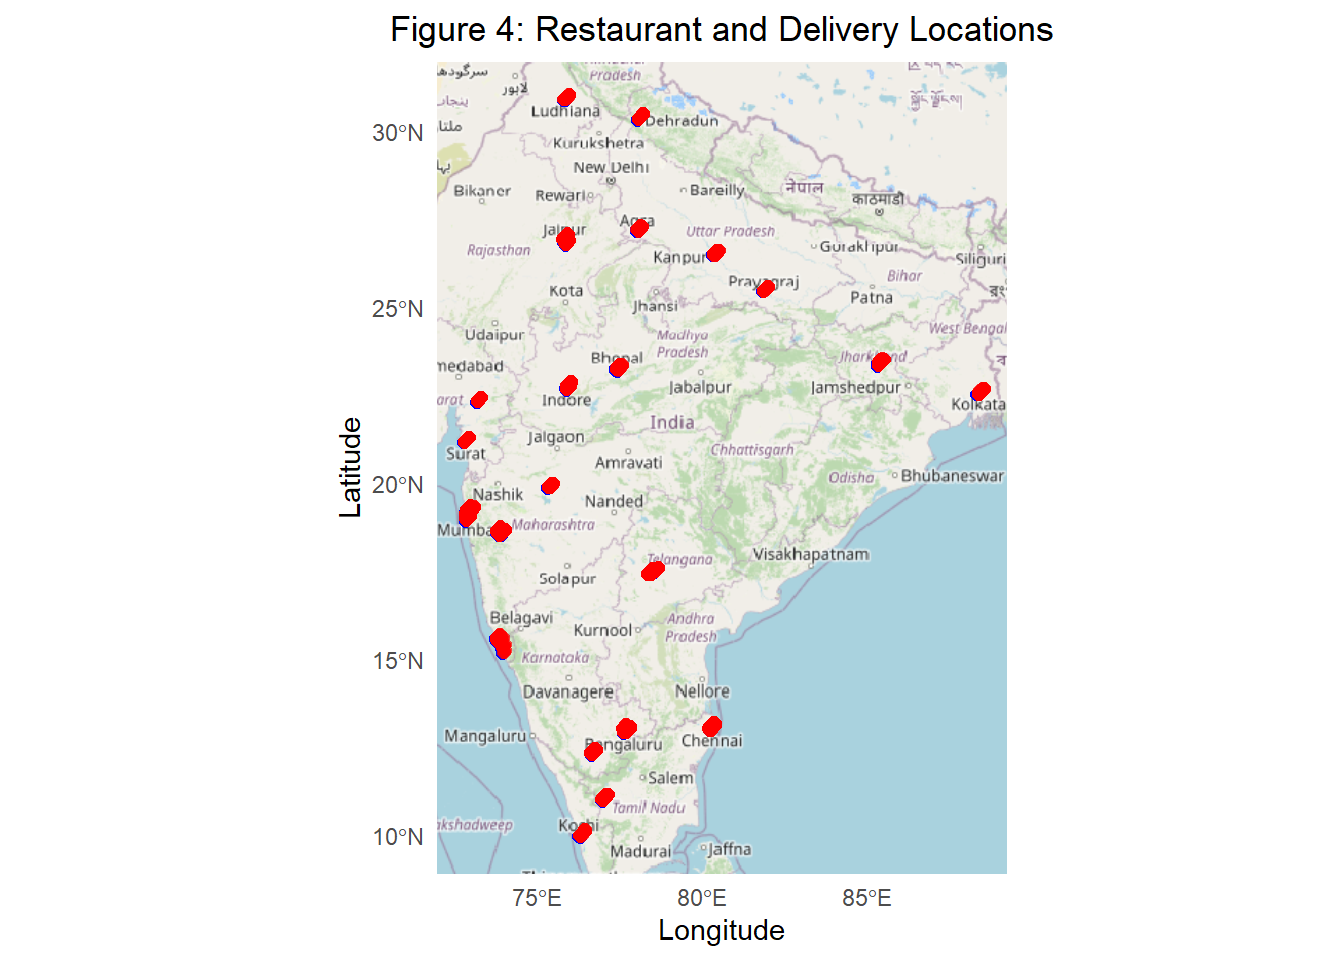 Figure 4: Restaurant and Delivery Locations
Pradesh
سرگودھا
لاہور
پنجاب
Ludhiana
Dehradun
30°N
Kurukshetra
New Delhi
Bikaner
Rewari
Bareilly
नेपाल
काठमाडौं
Agra
Jaipur
Uttar Pradesh
Rajasthan
Kanpur
Gorakhpur
Siliguri
Bihar
Prayagraj
Kota
Patna
25°N
Jhansi
West Bengal
Udaipur
Madhya
Pradesh
Bhopal
Jharkhand
medabad
Jabalpur
Jamshedpur
arat
Indore
Kolkata
India
Jalgaon
Surat
Chhattisgarh
Amravati
Latitude
20°N
Odisha
Bhubaneswar
Nashik
Nanded
Mumba
Maharashtra
Visakhapatnam
Telangana
Solapur
Belagavi
Andhra
Pradesh
Kurnool
15°N
Karnataka
Davanagere
Nellore
Mangaluru
Bengaluru
Chennai
Salem
Tamil Nadu
akshadweep
Kochi
10°N
Madurai
Jaffna
75°E
80°E
85°E
Longitude